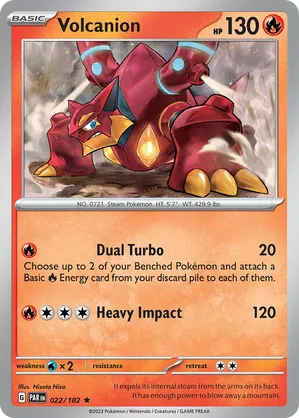 BASIC
Volcanion
HP 130
NO. 0721 Steam Pokémon HT: 5'7" WT: 429.9 lbs
Dual Turbo 20
Choose up to 2 of your Benched Pokémon and attach a
Basic Energy card from your discard pile to each of them.
Heavy Impact 120
weakness ×2 resistance retreat
Illus. Nisota Niso
G PAR EN 022/182 ★
It expels its internal steam from the arms on its back.
It has enough power to blow away a mountain.
©2023 Pokémon / Nintendo / Creatures / GAME FREAK